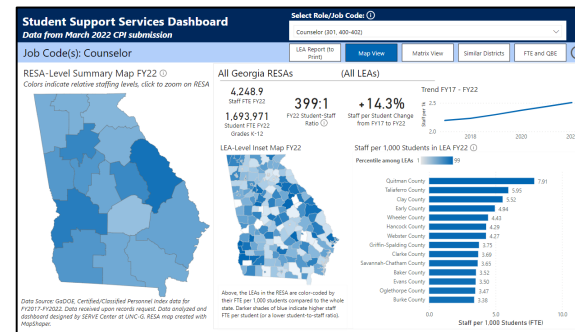 Student Support Services Dashboard
Data from March 2022 CPI submission
Select Role/Job Code:
Counselor (301, 400-402)
Job Code(s): Counselor
LEA Report (to Print)
Map View
Matrix View
Similar Districts
FTE and QBE
RESA-Level Summary Map FY22
Colors indicate relative staffing levels, click to zoom on RESA
All Georgia RESAs
(All LEAs)
4,248.9
Staff FTE FY22
1,693,971
Student FTE FY22
Grades K-12
399:1
FY22 Student-Staff
Ratio
+14.3%
Staff per Student Change
from FY17 to FY22
Trend FY17 - FY22
Staff per 1k
2.5
2.0
2018
2020
LEA-Level Inset Map FY22
Staff per 1,000 Students in LEA FY22
Percentile among LEAs 1 99
Quitman County 7.91
Taliaferro County 5.95
Clay County 5.52
Early County 4.84
Wheeler County 4.43
Hancock County 4.29
Webster County 4.27
Griffin-Spalding County 3.75
Clarke County 3.69
Savannah-Chatham County 3.65
Baker County 3.52
Evans County 3.50
Oglethorpe County 3.47
Burke County 3.38
0.0 5.0 10.0
Staff per 1,000 Students (FTE)
Above, the LEAs in the RESA are color-coded by
their FTE per 1,000 students compared to the whole
state. Darker shades of blue indicate higher staff
FTE per student (or a lower student-to-staff ratio).
Data Source: GaDOE, Certified/Classified Personnel Index data for
FY2017-FY2022. Data received upon records request. Data analyzed and
dashboard designed by SERVE Center at UNC-G. RESA map created with
MapShaper.